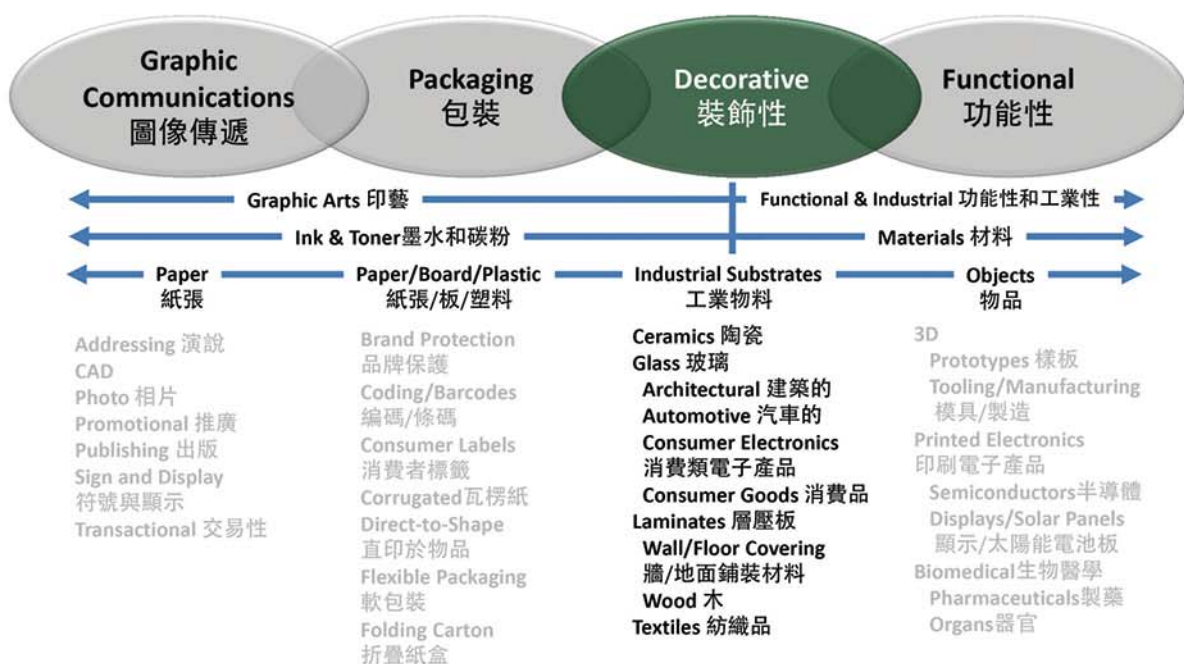 Graphic
Communications
圖像傳遞
Packaging
包裝
Decorative
裝飾性
Functional
功能性
Graphic Arts 印藝
Functional & Industrial 功能性和工業性
Ink & Toner墨水和碳粉
Materials 材料
Paper
紙張
Paper/Board/Plastic
紙張/板/塑料
Industrial Substrates
工業物料
Objects
物品
Addressing 演說
CAD
Photo 相片
Promotional 推廣
Publishing 出版
Sign and Display
符號與顯示
Transactional 交易性
Brand Protection
品牌保護
Coding/Barcodes
編碼/條碼
Consumer Labels
消費者標籤
Corrugated瓦楞紙
Direct-to-Shape
直印於物品
Flexible Packaging
軟包裝
Folding Carton
折疊紙盒
Ceramics 陶瓷
Glass 玻璃
Architectural 建築的
Automotive 汽車的
Consumer Electronics
消費類電子產品
Consumer Goods 消費品
Laminates 層壓板
Wall/Floor Covering
牆/地面鋪裝材料
Wood 木
Textiles 紡織品
3D
Prototypes 樣板
Tooling/Manufacturing
模具/製造
Printed Electronics
印刷電子產品
Semiconductors半導體
Displays/Solar Panels
顯示/太陽能電池板
Biomedical生物醫學
Pharmaceuticals製藥
Organs器官